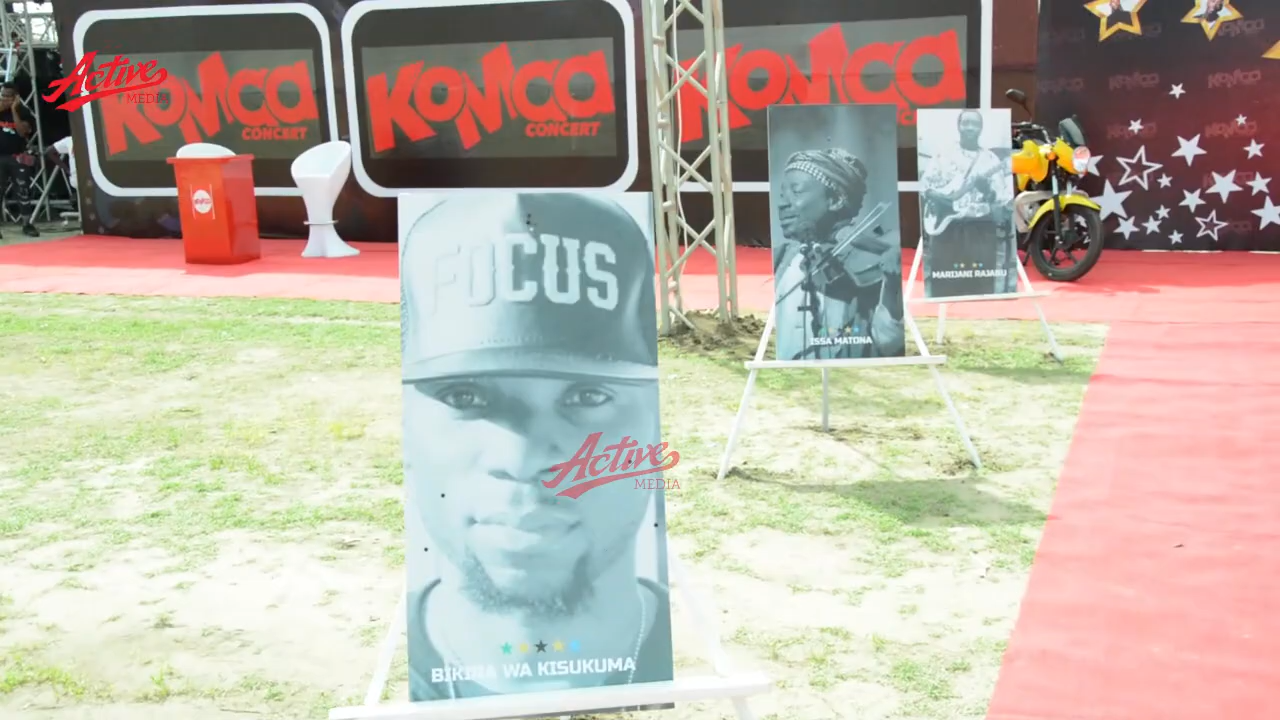 Active
MEDIA
KOMCA
CONCERT
KOMCA
CONCERT
KOMCA
FOCUS
MARIJANI RAJABU
ISSA MATONA
Active
MEDIA
BIKIRA WA KISUKUMA